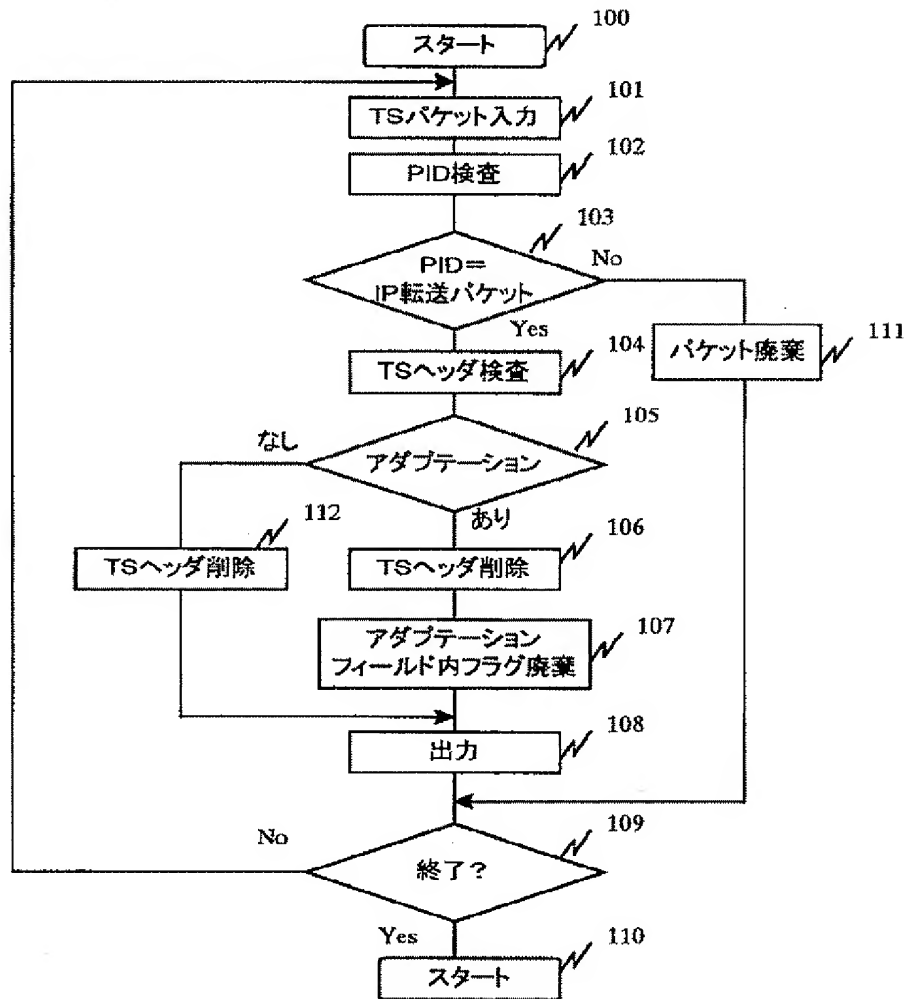 100
スタート
101
TSパケット入力
102
PID検査
103
PID＝
IP転送パケット
No
Yes
104
TSヘッダ検査
111
パケット廃棄
105
なし
アダプテーション
あり
112
TSヘッダ削除
106
TSヘッダ削除
107
アダプテーション
フィールド内フラグ廃棄
108
出力
109
No
終了？
Yes
110
スタート